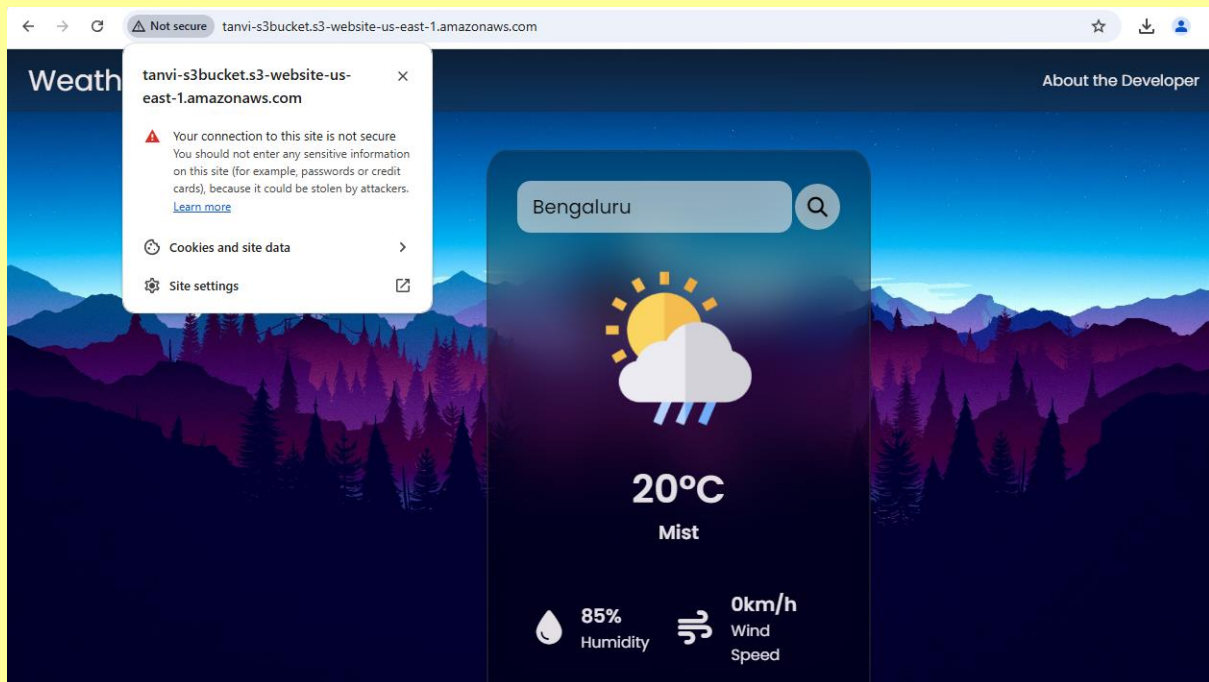 Not secure
tanvi-s3bucket.s3-website-us-east-1.amazonaws.com
Weath
About the Developer
tanvi-s3bucket.s3-website-us-
east-1.amazonaws.com
Your connection to this site is not secure
You should not enter any sensitive information
on this site (for example, passwords or credit
cards), because it could be stolen by attackers.
Learn more
Cookies and site data
Site settings
Bengaluru
20°C
Mist
85%
Humidity
0km/h
Wind
Speed